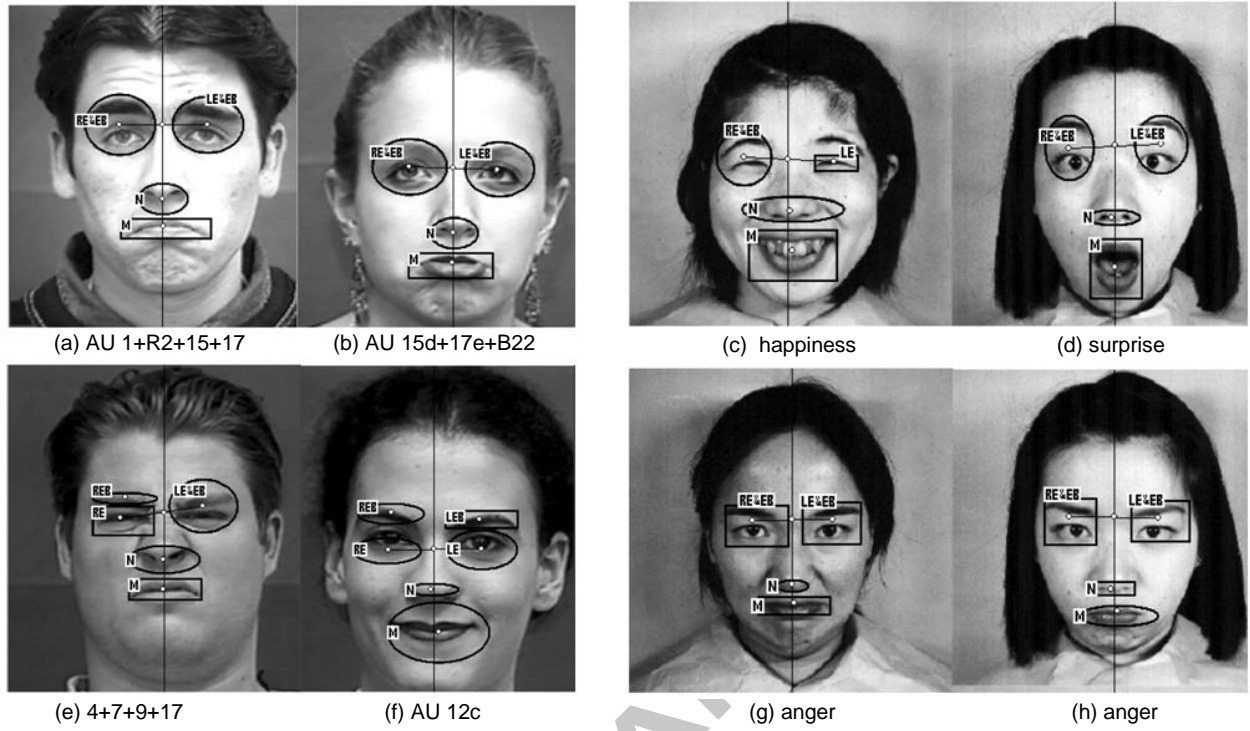 RE&EB
LE&EB
N
M
RE&EB
LE&EB
N
M
(a) AU 1+R2+15+17
(b) AU 15d+17e+B22
RE&EB
LE
N
M
RE&EB
LE&EB
N
M
(c) happiness
(d) surprise
REB
LE&EB
RE
N
M
REB
LEB
RE
LE
N
M
(e) 4+7+9+17
(f) AU 12c
RE&EB
LE&EB
N
M
RE&EB
LE&EB
N
M
(g) anger
(h) anger